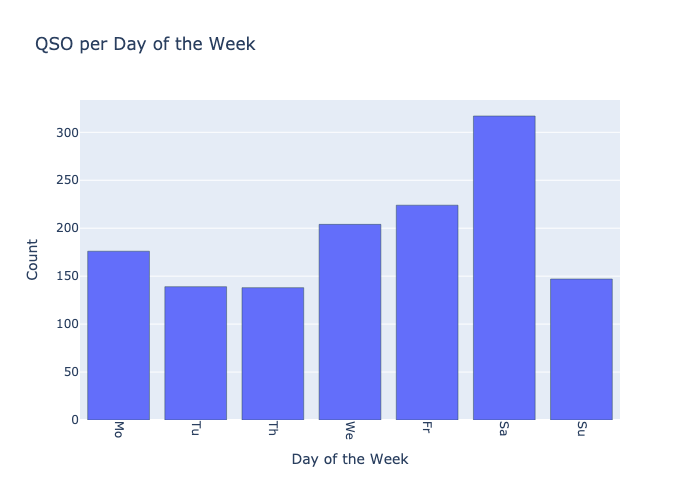 QSO per Day of the Week
Count
300
250
200
150
100
50
0
Mo
Tu
Th
We
Fr
Sa
Su
Day of the Week